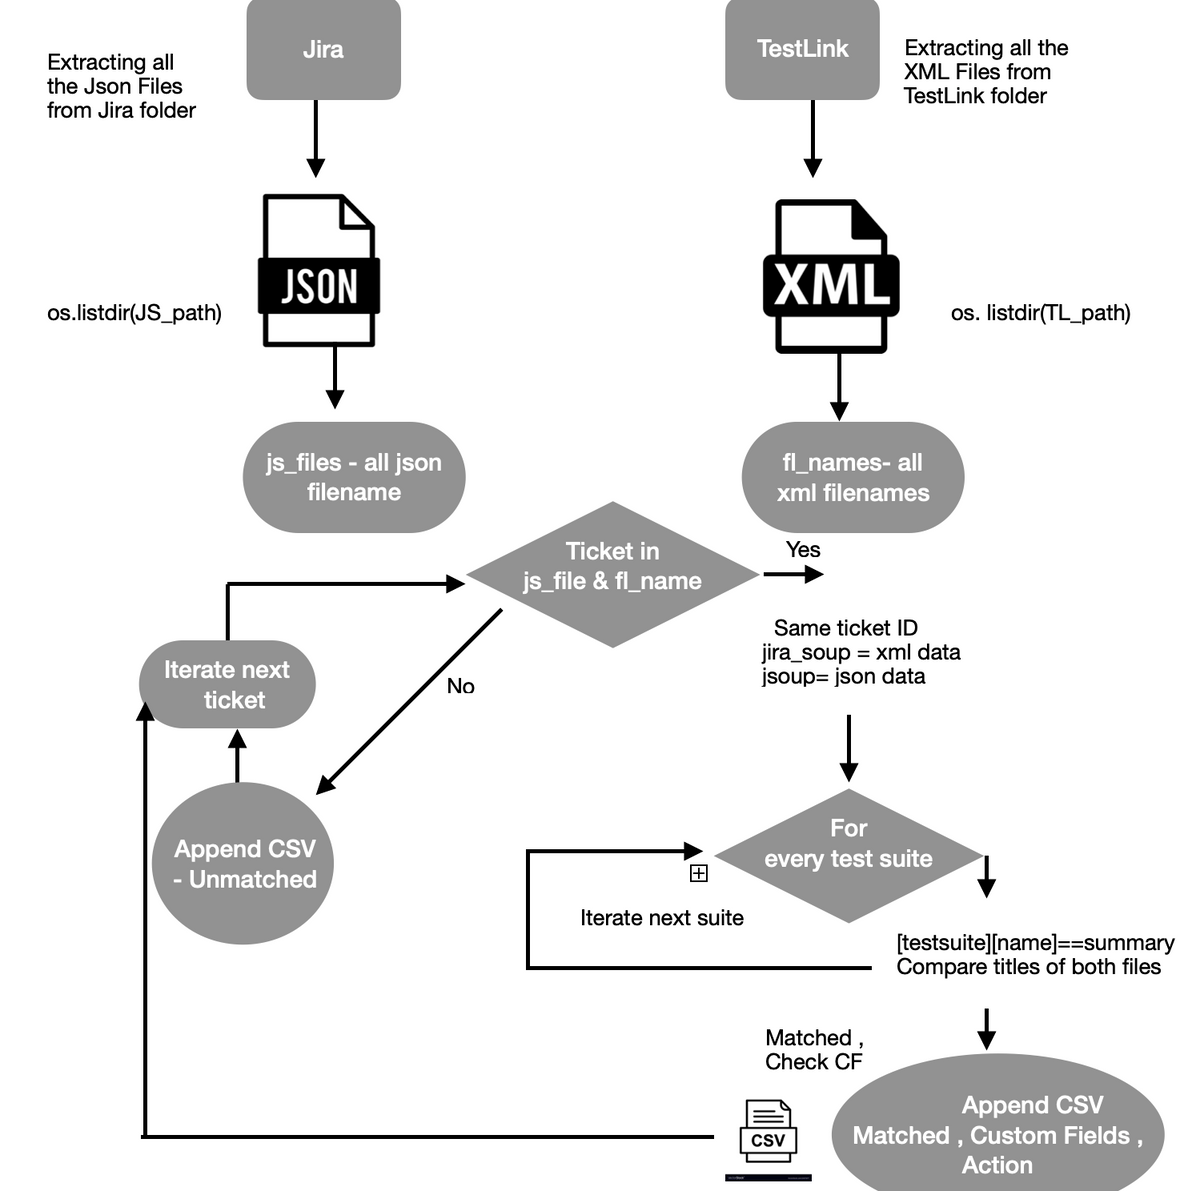 Jira
TestLink
Extracting all
the Json Files
from Jira folder
Extracting all the
XML Files from
TestLink folder
JSON
XML
os.listdir(JS_path)
os. listdir(TL_path)
js_files - all json
filename
fl_names- all
xml filenames
Ticket in
js_file & fl_name
Yes
Same ticket ID
jira_soup = xml data
jsoup= json data
Iterate next
ticket
No
Append CSV
- Unmatched
For
every test suite
Iterate next suite
[testsuite][name]==summary
Compare titles of both files
Matched ,
Check CF
CSV
Append CSV
Matched , Custom Fields ,
Action